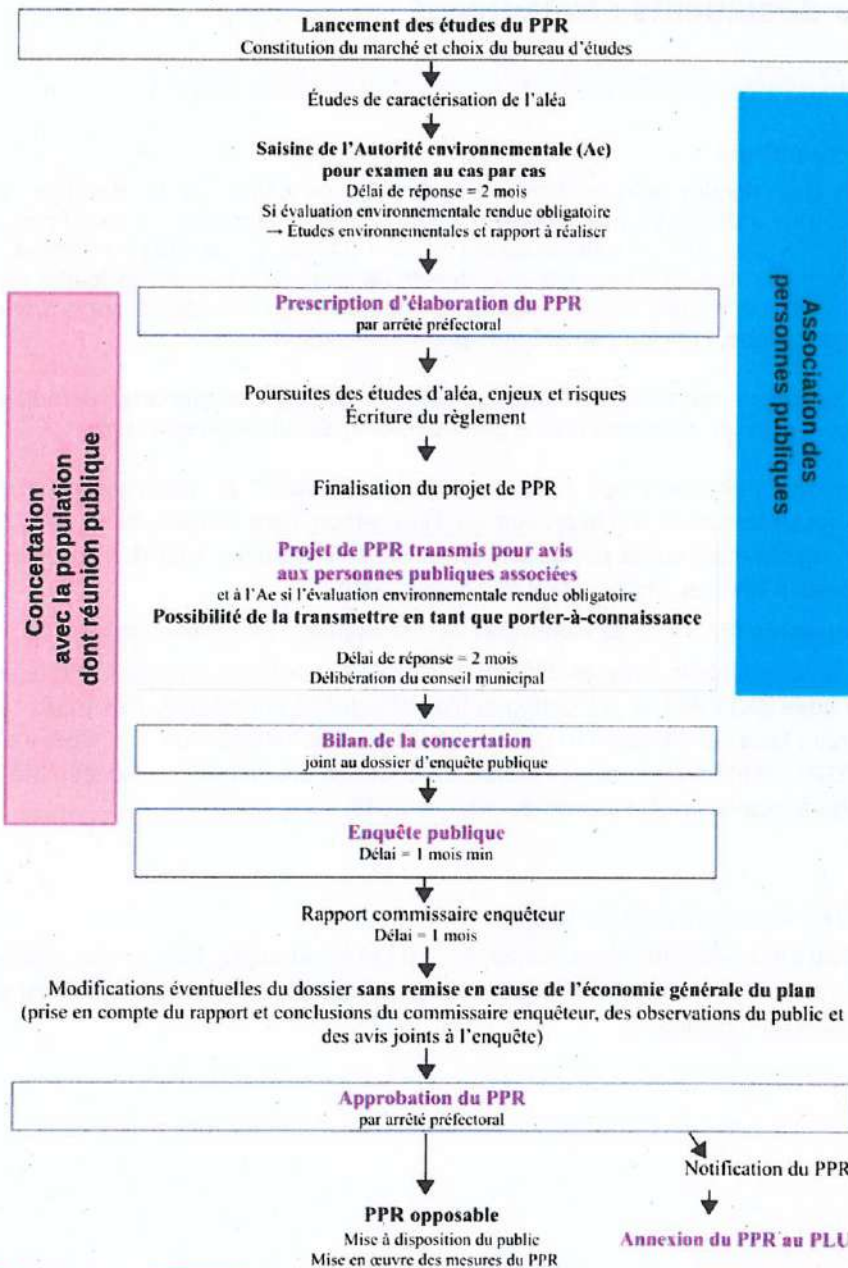 Lancement des études du PPR
Constitution du marché et choix du bureau d'études
Études de caractérisation de l'aléa
Saisine de l'Autorité environnementale (Ae)
pour examen au cas par cas
Délai de réponse = 2 mois
Si évaluation environnementale rendue obligatoire
→ Études environnementales et rapport à réaliser
Prescription d'élaboration du PPR
par arrêté préfectoral
Poursuites des études d'aléa, enjeux et risques
Écriture du règlement
Finalisation du projet de PPR
Projet de PPR transmis pour avis
aux personnes publiques associées
et à l'Ae si l'évaluation environnementale rendue obligatoire
Possibilité de la transmettre en tant que porter-à-connaissance
Délai de réponse = 2 mois
Délibération du conseil municipal
Bilan de la concertation
joint au dossier d'enquête publique
Enquête publique
Délai = 1 mois min
Rapport commissaire enquêteur
Délai = 1 mois
Modifications éventuelles du dossier sans remise en cause de l'économie générale du plan
(prise en compte du rapport et conclusions du commissaire enquêteur, des observations du public et
des avis joints à l'enquête)
Approbation du PPR
par arrêté préfectoral
Notification du PPR
PPR opposable
Mise à disposition du public
Mise en œuvre des mesures du PPR
Annexion du PPR au PLU
Concertation
avec la population
dont réunion publique
Association des
personnes publiques